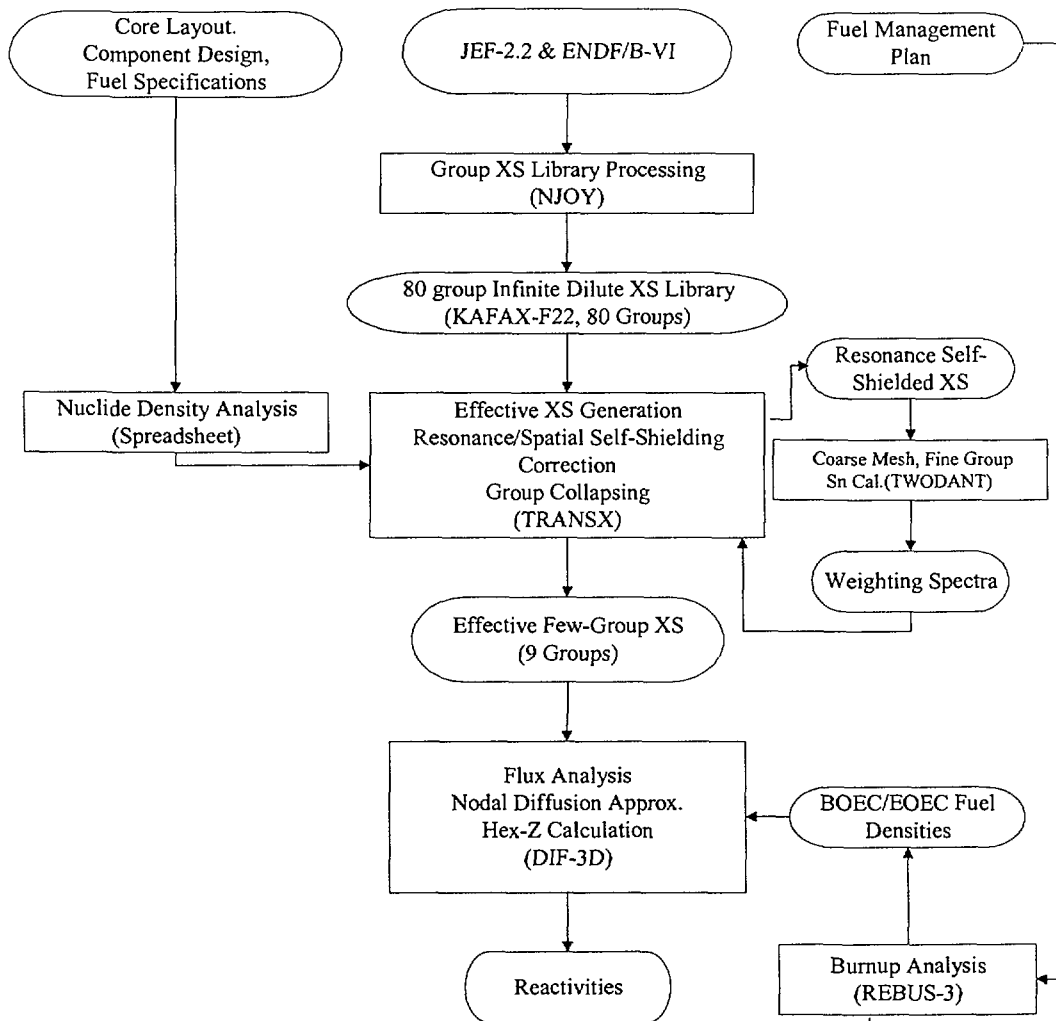 Core Layout.
Component Design,
Fuel Specifications
JEF-2.2 & ENDF/B-VI
Fuel Management
Plan
Group XS Library Processing
(NJOY)
80 group Infinite Dilute XS Library
(KAFAX-F22, 80 Groups)
Resonance Self-
Shielded XS
Nuclide Density Analysis
(Spreadsheet)
Effective XS Generation
Resonance/Spatial Self-Shielding
Correction
Group Collapsing
(TRANSX)
Coarse Mesh, Fine Group
Sn Cal.(TWODANT)
Weighting Spectra
Effective Few-Group XS
(9 Groups)
Flux Analysis
Nodal Diffusion Approx.
Hex-Z Calculation
(DIF-3D)
BOEC/EOEC Fuel
Densities
Reactivities
Burnup Analysis
(REBUS-3)